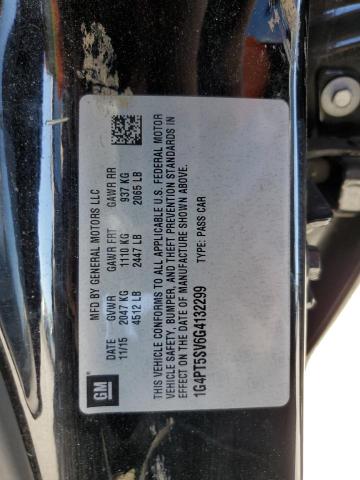 MFD BY GENERAL MOTORS LLC
DATE GVWR GAWR FRT GAWR RR
11/15 2047 KG 1110 KG 937 KG
4512 LB 2447 LB 2065 LB
THIS VEHICLE CONFORMS TO ALL APPLICABLE U.S. FEDERAL MOTOR
VEHICLE SAFETY, BUMPER, AND THEFT PREVENTION STANDARDS IN
EFFECT ON THE DATE OF MANUFACTURE SHOWN ABOVE.
1G4PT5SV6G4132299 TYPE: PASS CAR
GM